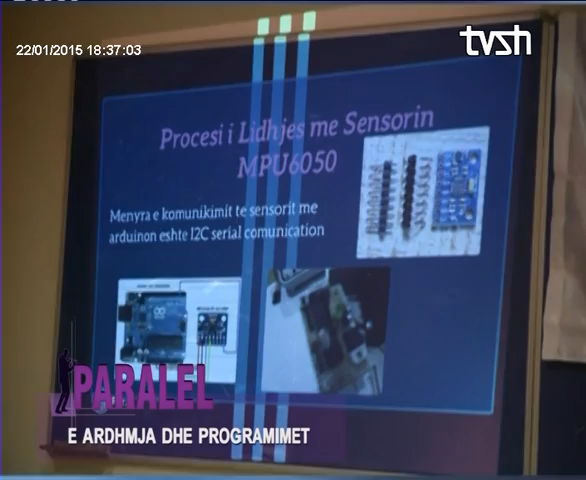 22/01/2015 18:37:03
tvsh
Procesi i Lidhjes me Sensorin
MPU6050
Menyra e komunikimit te sensorit me
arduinon eshte I2C serial comunication
PARALEL
E ARDHMJA DHE PROGRAMIMET